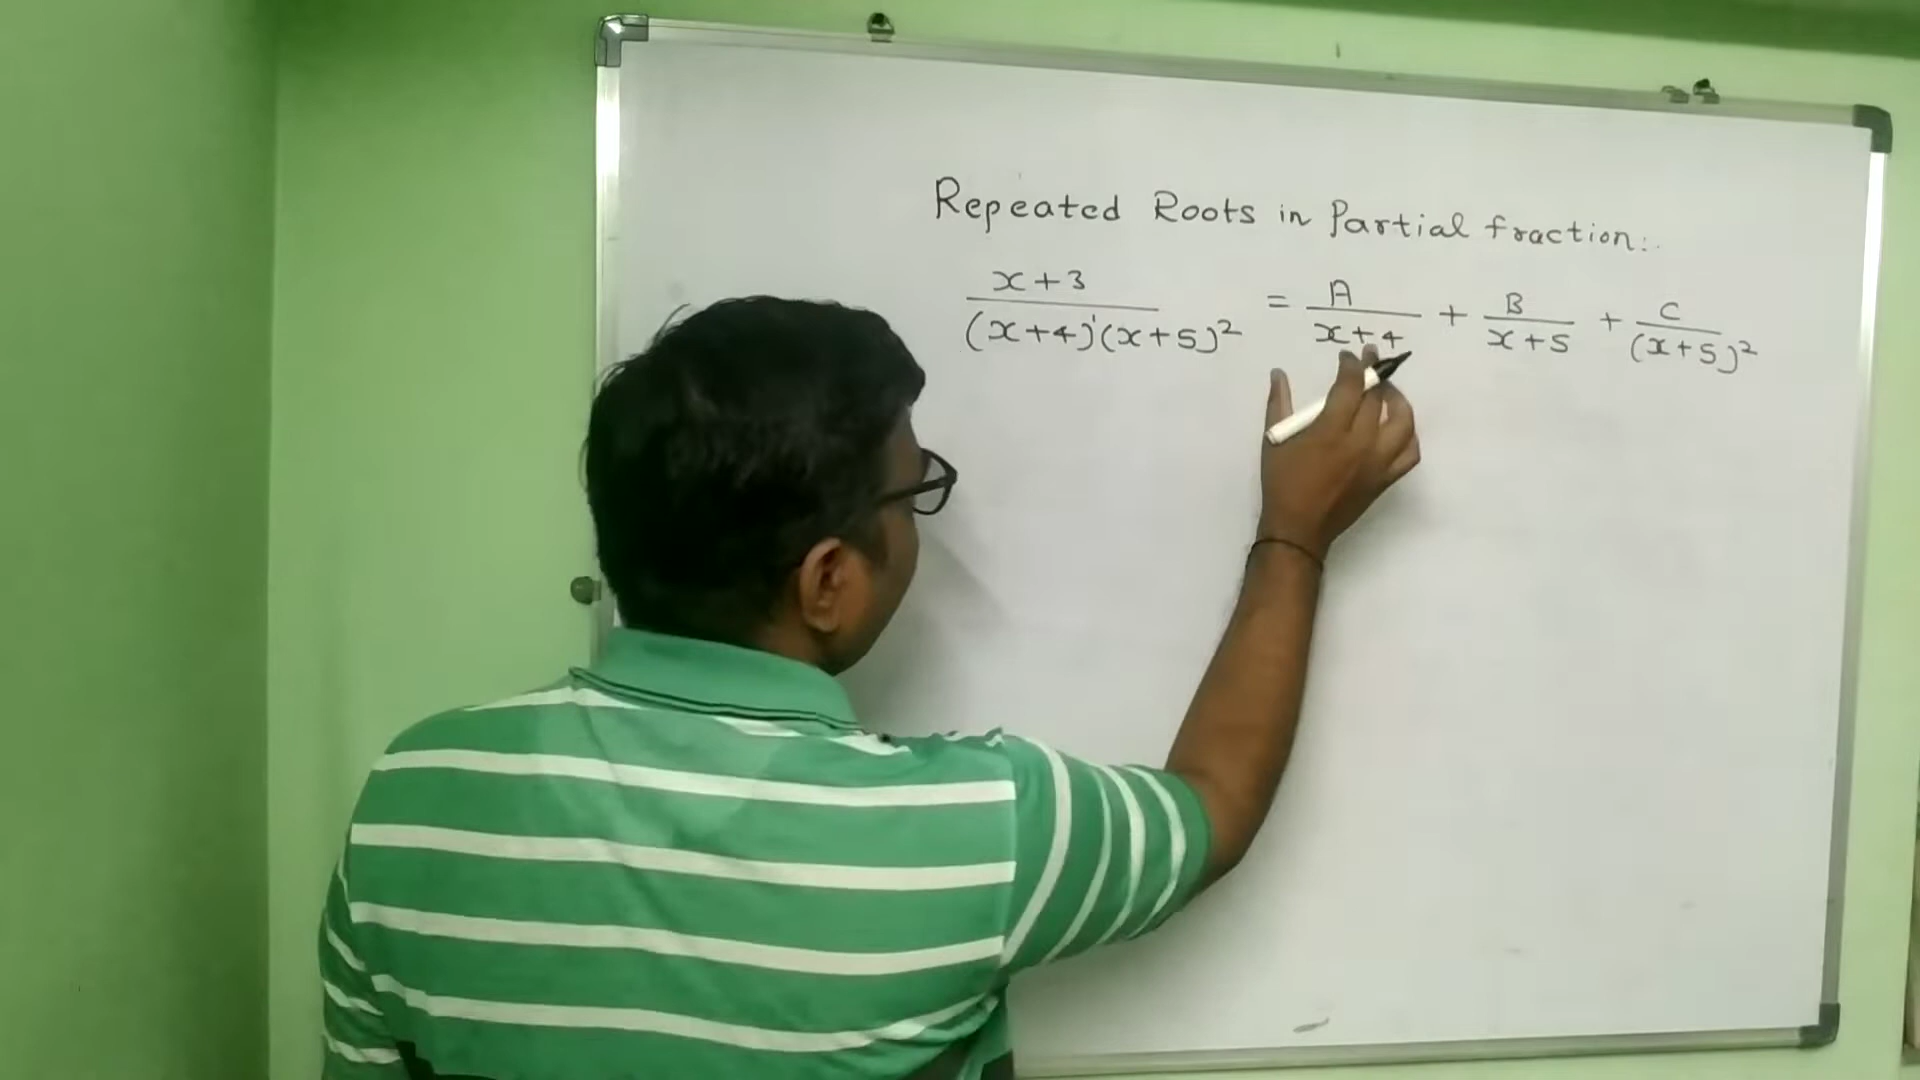 Repeated Roots in Partial fraction:.
x+3 / (x+4)'(x+5)² = A / x+4 + B / x+5 + C / (x+5)²